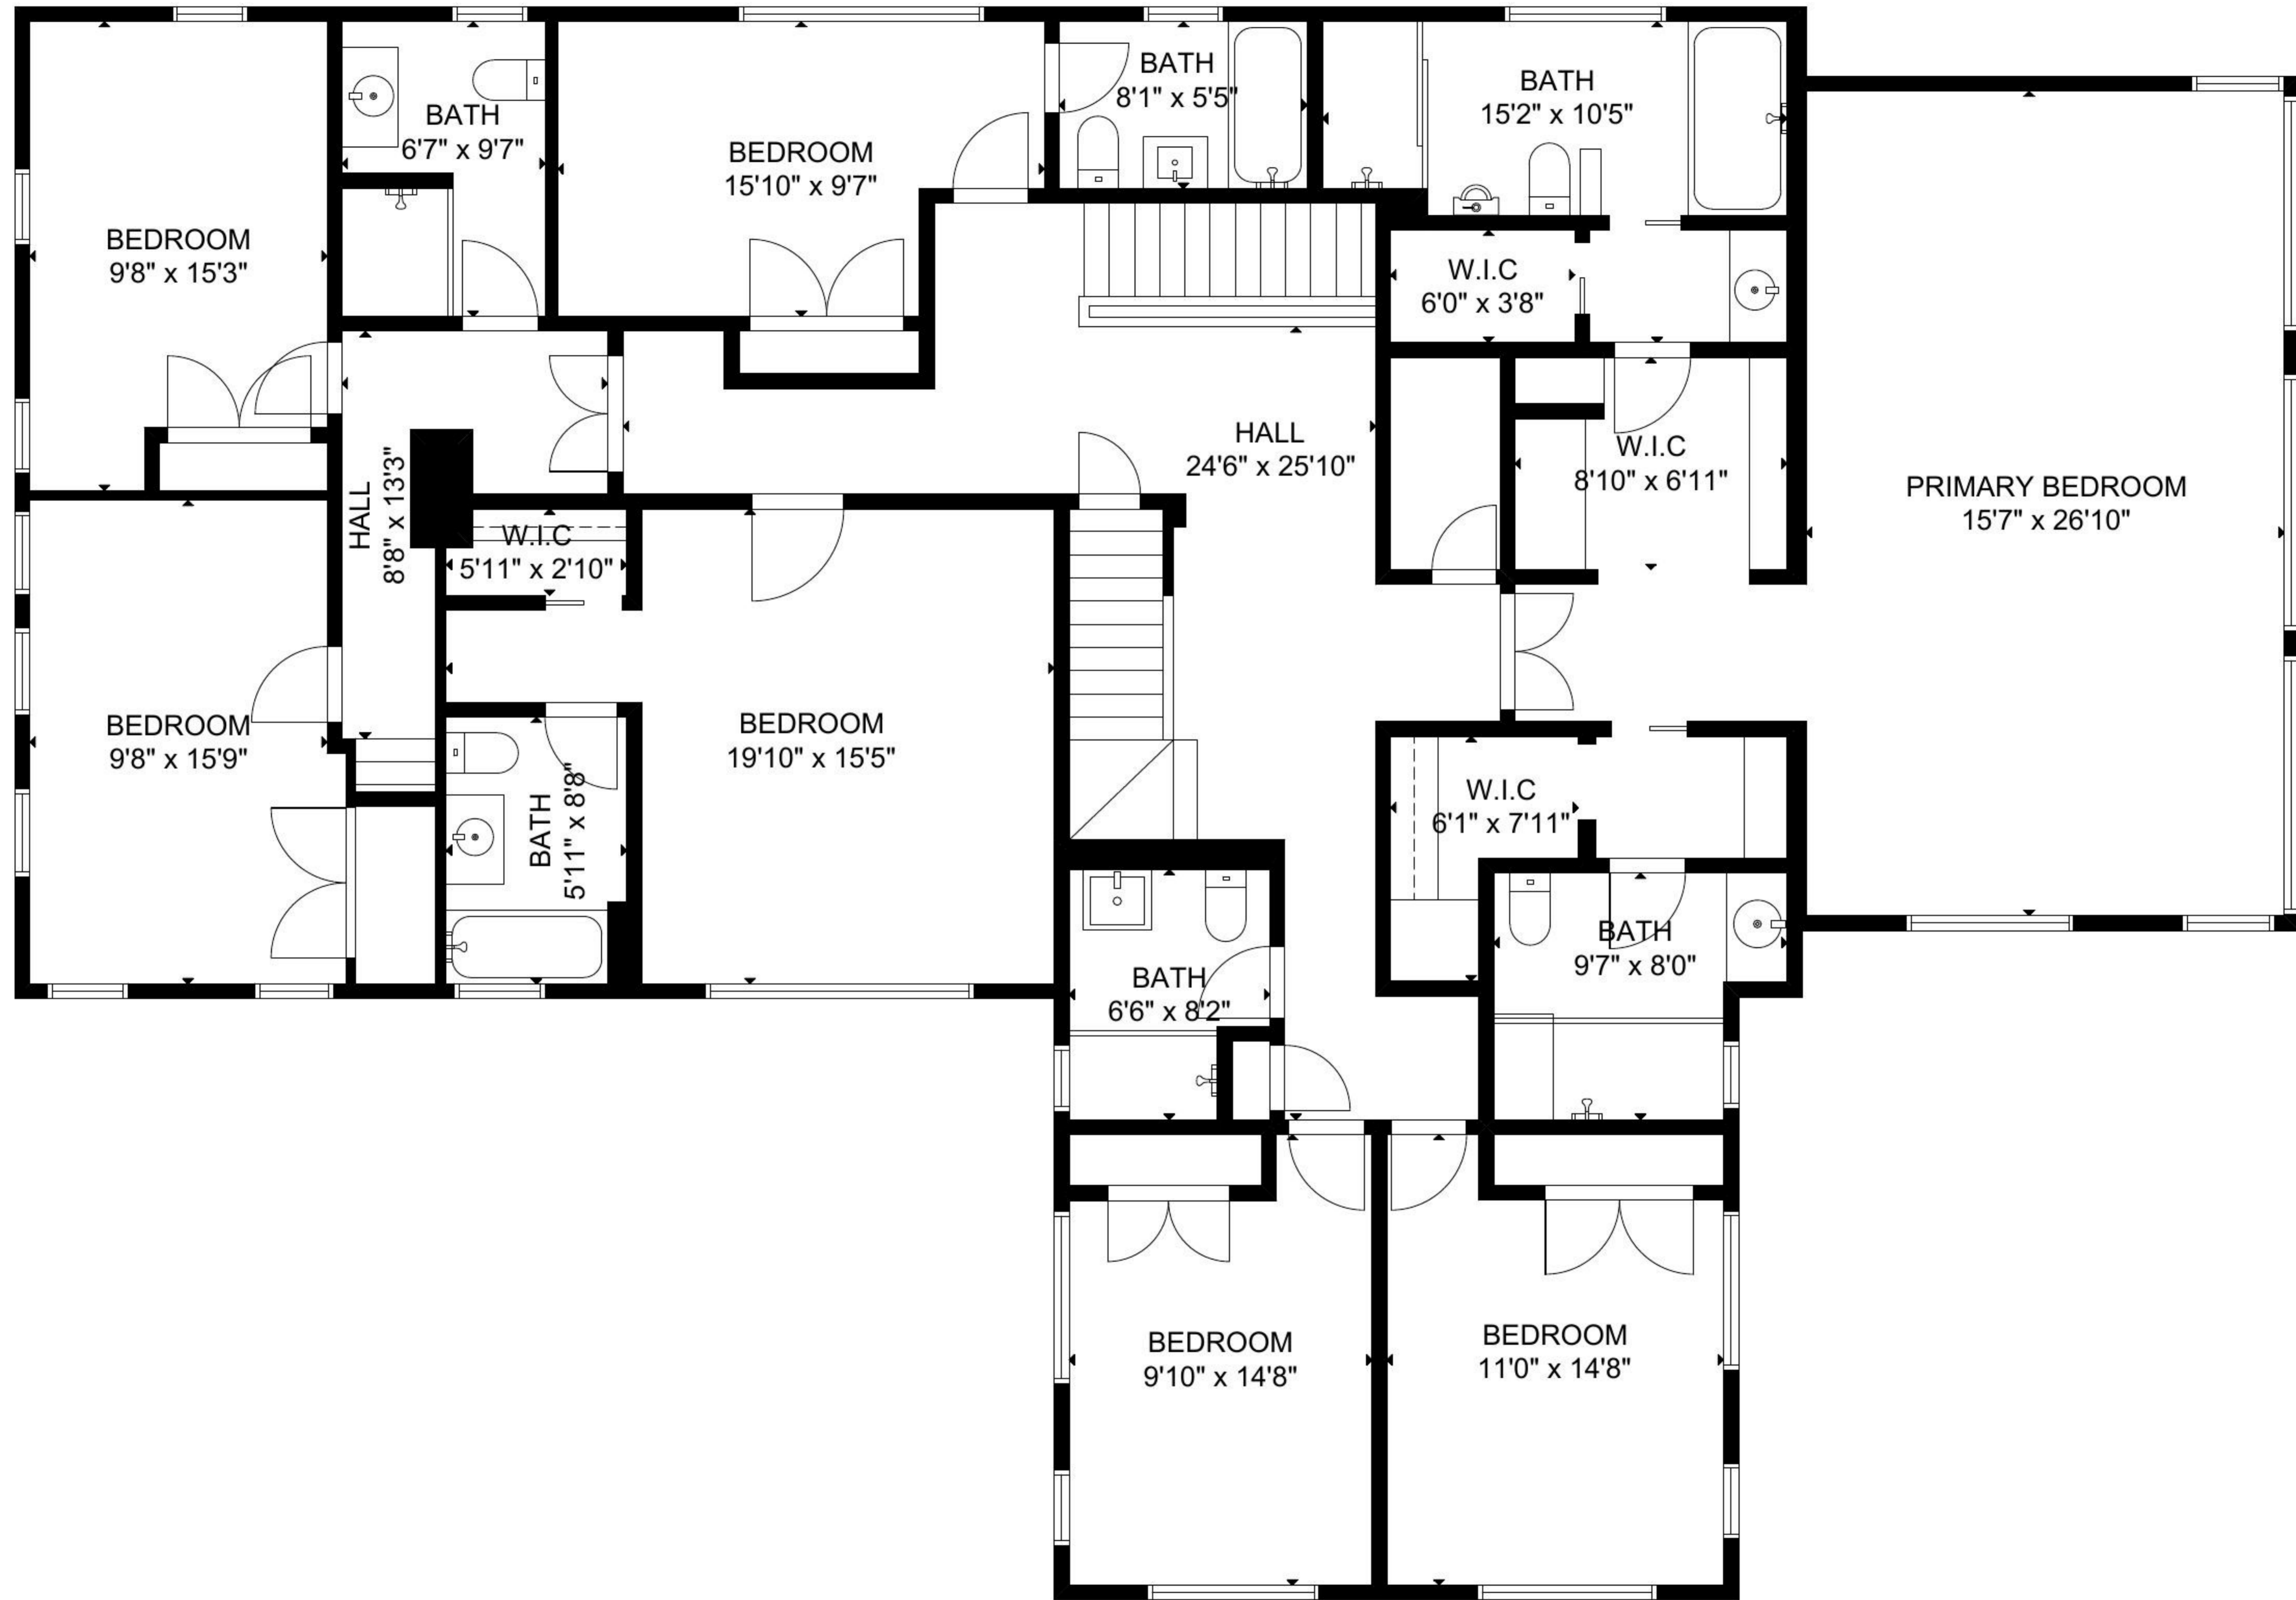 BATH
8'1" x 5'5"
BATH
15'2" x 10'5"
BATH
6'7" x 9'7"
BEDROOM
15'10" x 9'7"
BEDROOM
9'8" x 15'3"
W.I.C
6'0" x 3'8"
HALL
24'6" x 25'10"
W.I.C
8'10" x 6'11"
PRIMARY BEDROOM
15'7" x 26'10"
HALL
8'8" x 13'3"
W.I.C
5'11" x 2'10"
BEDROOM
9'8" x 15'9"
BEDROOM
19'10" x 15'5"
BATH
5'11" x 8'8"
W.I.C
6'1" x 7'11"
BATH
9'7" x 8'0"
BATH
6'6" x 8'2"
BEDROOM
9'10" x 14'8"
BEDROOM
11'0" x 14'8"